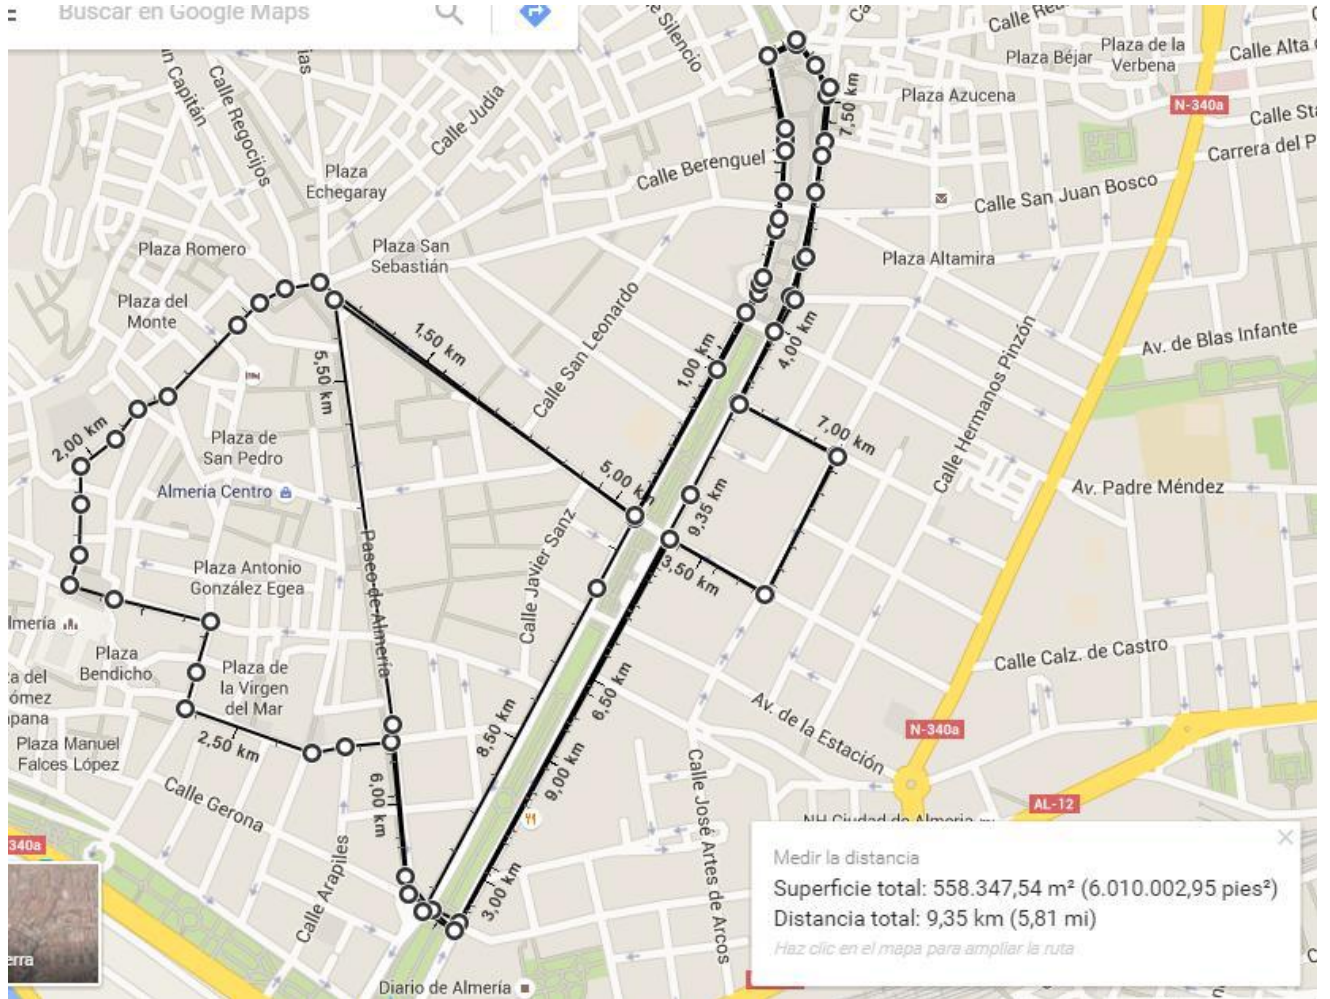 Buscar en Google Maps
Calle Regocijos
Calle Judía
Silencio
Plaza Béjar
Plaza de la
Verbena
Calle Alta
Plaza Azucena
N-340a
7,50 km
Plaza
Echegaray
Calle Berenguel
Carrera del P
Calle San Juan Bosco
Plaza Romero
Plaza San
Sebastián
Plaza Altamira
Plaza del
Monte
1,50 km
Calle San Leonardo
1,00 km
4,00 km
Calle Hermanos Pinzón
Av. de Blas Infante
5,50 km
2,00 km
Plaza de
San Pedro
7,00 km
Almería Centro
5,00 km
9,35 km
Av. Padre Méndez
Calle Javier Sanz
3,50 km
Paseo de Almería
Plaza Antonio
González Egea
lmería
Plaza
Bendicho
Plaza de
la Virgen
del Mar
Calle Calz. de Castro
6,50 km
8,50 km
9,00 km
Av. de la Estación
N-340a
Plaza Manuel
Falces López
2,50 km
6,00 km
Calle Gerona
Calle José Artes de Arcos
AL-12
NH Ciudad de Almería
340a
Calle Arapiles
3,00 km
erra
Diario de Almería
Medir la distancia
Superficie total: 558.347,54 m² (6.010.002,95 pies²)
Distancia total: 9,35 km (5,81 mi)
Haz clic en el mapa para ampliar la ruta